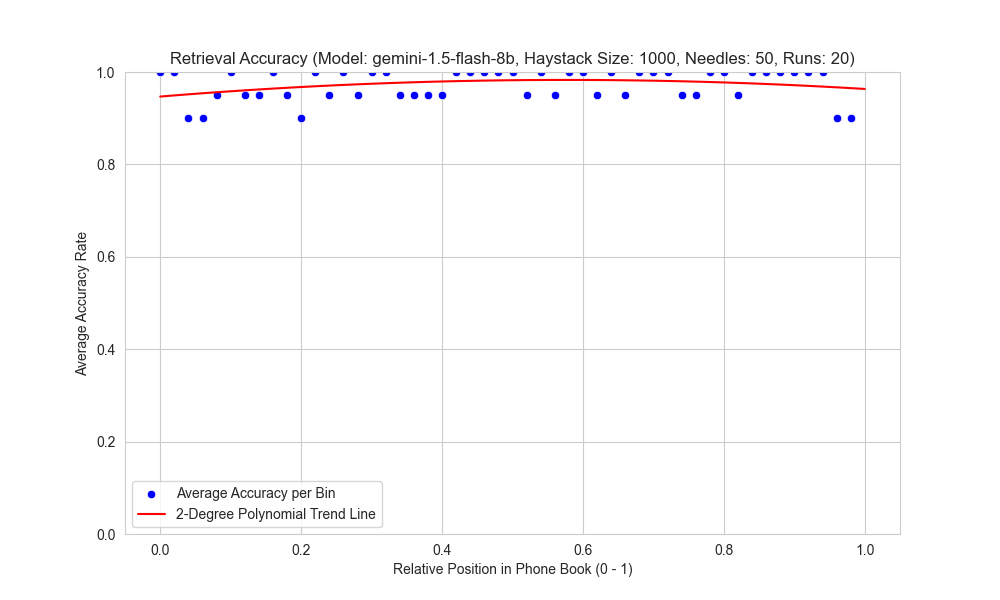 Retrieval Accuracy (Model: gemini-1.5-flash-8b, Haystack Size: 1000, Needles: 50, Runs: 20)
1.0
0.8
0.6
0.4
0.2
0.0
Average Accuracy Rate
Average Accuracy per Bin
2-Degree Polynomial Trend Line
0.0 0.2 0.4 0.6 0.8 1.0
Relative Position in Phone Book (0 - 1)